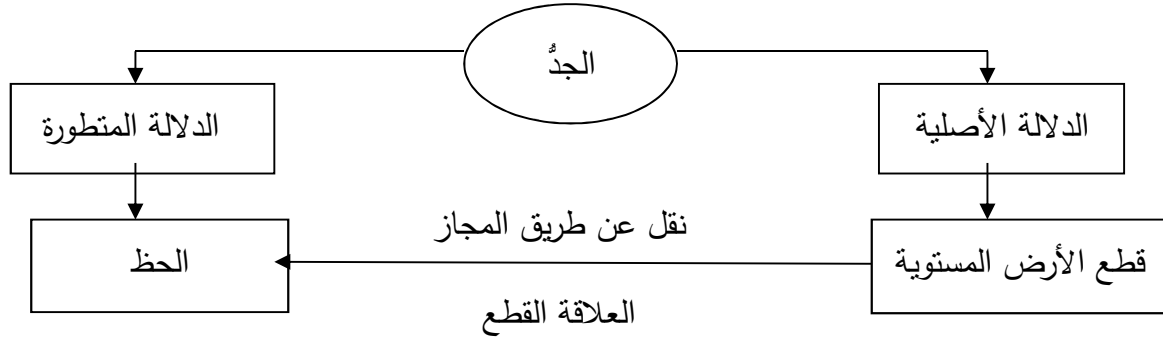 الجدُّ
الدلالة الأصلية
الدلالة المتطورة
نقل عن طريق المجاز
قطع الأرض المستوية
الحظ
العلاقة القطع